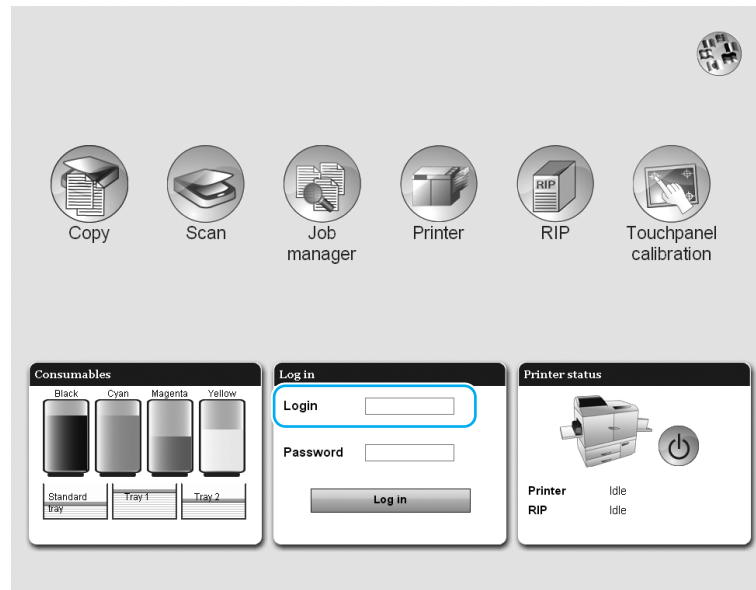 RIP
Copy
Scan
Job
manager
Printer
RIP
Touchpanel
calibration
Consumables
Black Cyan Magenta Yellow
Standard
tray
Tray 1
Tray 2
Log in
Login
Password
Log in
Printer status
Printer Idle
RIP Idle